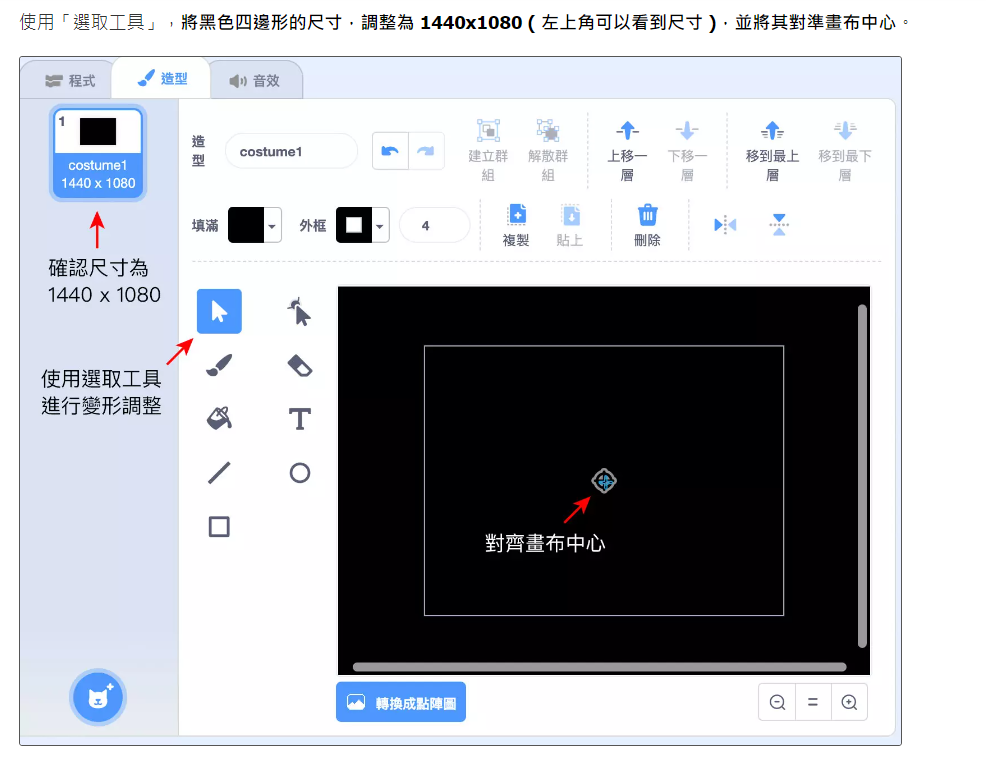 使用「選取工具」，將黑色四邊形的尺寸，調整為 1440x1080 ( 左上角可以看到尺寸 )，並將其對準畫布中心。
程式 造型 音效
1
costume1
1440 x 1080
造型 costume1 建立群組 解散群組 上移一層 下移一層 移到最上層 移到最下層
填滿 外框 4 複製 貼上 刪除
確認尺寸為
1440 x 1080
使用選取工具
進行變形調整
T
對齊畫布中心
轉換成點陣圖
=